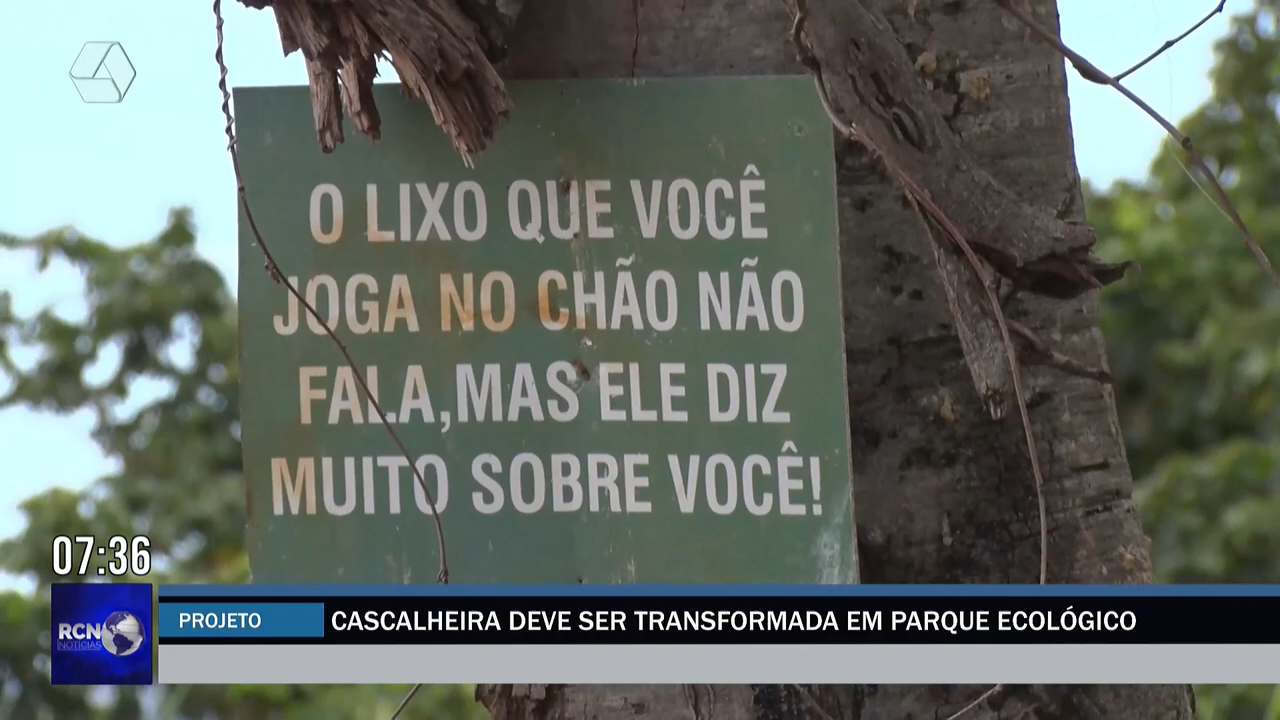 O LIXO QUE VOCÊ
JOGA NO CHÃO NÃO
FALA,MAS ELE DIZ
MUITO SOBRE VOCÊ!
07:36
RCN
NOTÍCIAS
PROJETO
CASCALHEIRA DEVE SER TRANSFORMADA EM PARQUE ECOLÓGICO